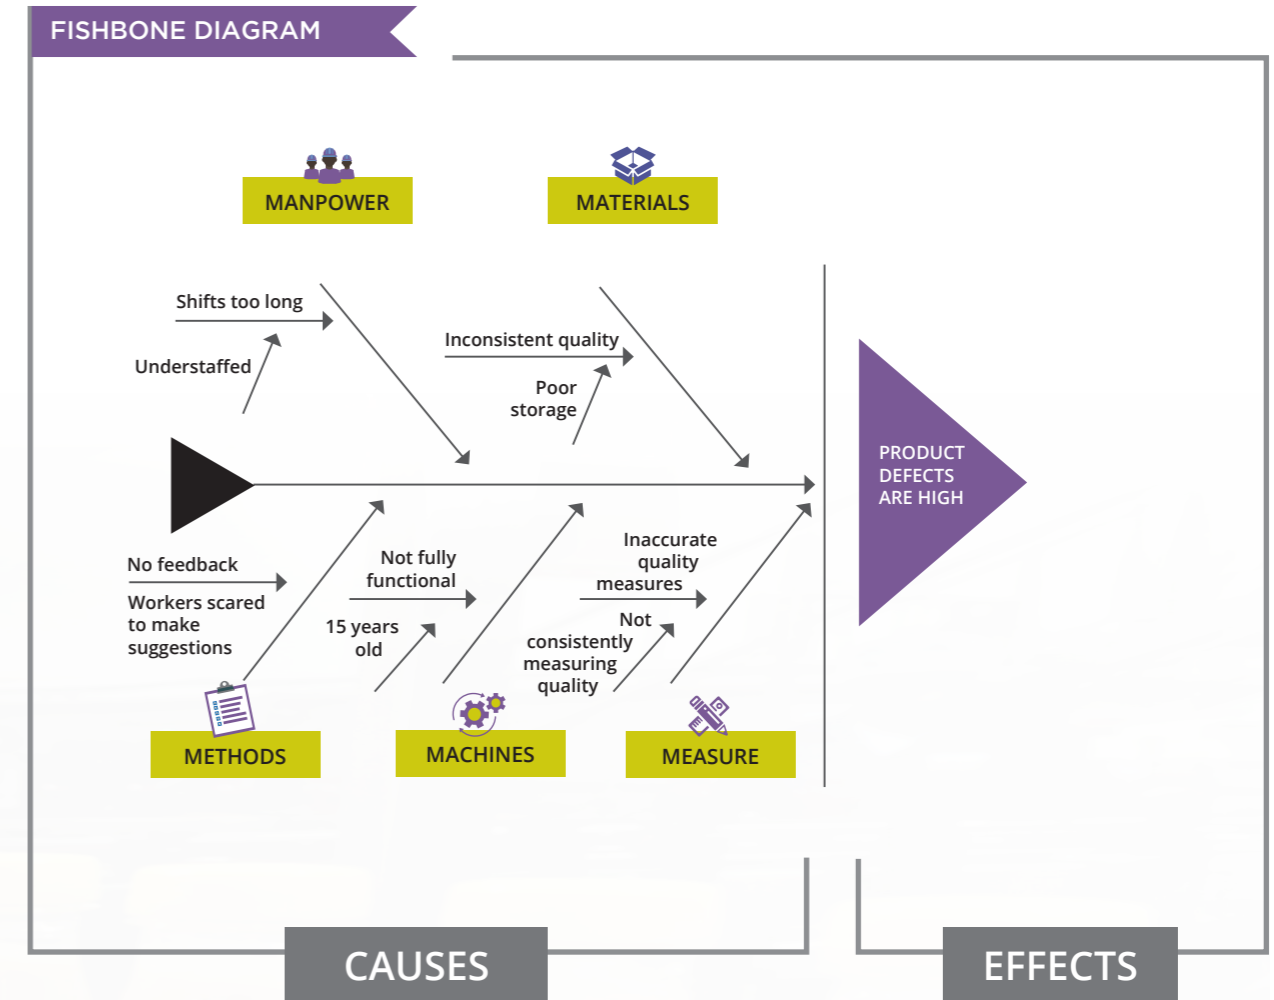 FISHBONE DIAGRAM
MANPOWER
MATERIALS
Shifts too long
Understaffed
Inconsistent quality
Poor
storage
PRODUCT
DEFECTS
ARE HIGH
No feedback
Workers scared
to make
suggestions
Not fully
functional
15 years
old
Inaccurate
quality
measures
Not
consistently
measuring
quality
METHODS
MACHINES
MEASURE
CAUSES
EFFECTS